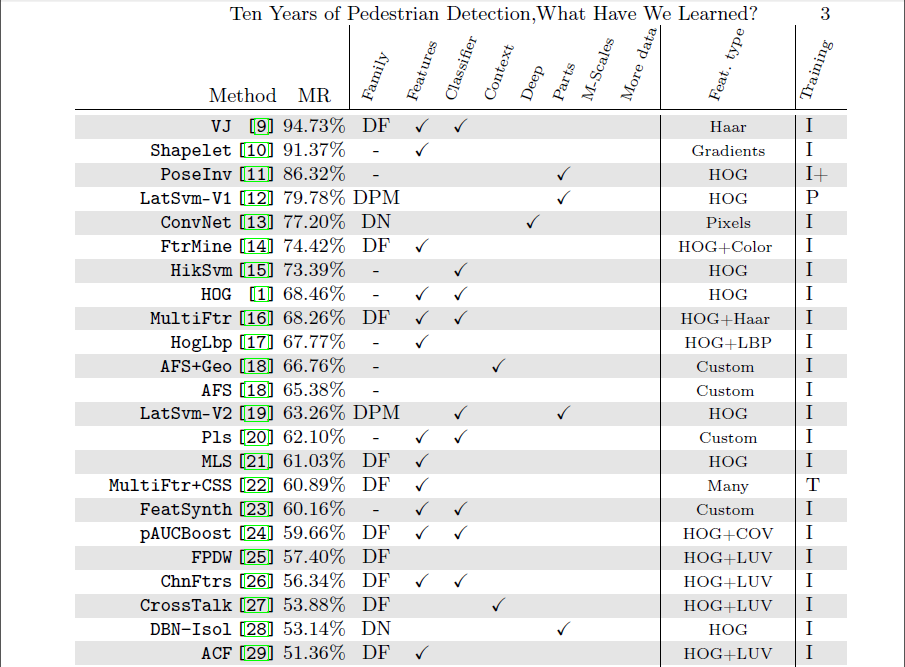 Ten Years of Pedestrian Detection,What Have We Learned? 3
Method MR Family Features Classifier Context Deep Parts M-Scales More data Feat. type Training
VJ [9] 94.73% DF ✓ ✓ Haar I
Shapelet [10] 91.37% - ✓ Gradients I
PoseInv [11] 86.32% - ✓ HOG I+
LatSvm-V1 [12] 79.78% DPM ✓ HOG P
ConvNet [13] 77.20% DN ✓ Pixels I
FtrMine [14] 74.42% DF ✓ HOG+Color I
HikSvm [15] 73.39% - ✓ HOG I
HOG [1] 68.46% - ✓ ✓ HOG I
MultiFtr [16] 68.26% DF ✓ ✓ HOG+Haar I
HogLbp [17] 67.77% - ✓ HOG+LBP I
AFS+Geo [18] 66.76% - ✓ Custom I
AFS [18] 65.38% - Custom I
LatSvm-V2 [19] 63.26% DPM ✓ ✓ HOG I
Pls [20] 62.10% - ✓ ✓ Custom I
MLS [21] 61.03% DF ✓ HOG I
MultiFtr+CSS [22] 60.89% DF ✓ Many T
FeatSynth [23] 60.16% - ✓ ✓ Custom I
pAUCBoost [24] 59.66% DF ✓ ✓ HOG+COV I
FPDW [25] 57.40% DF HOG+LUV I
ChnFtrs [26] 56.34% DF ✓ ✓ HOG+LUV I
CrossTalk [27] 53.88% DF ✓ HOG+LUV I
DBN-Isol [28] 53.14% DN ✓ HOG I
ACF [29] 51.36% DF ✓ HOG+LUV I